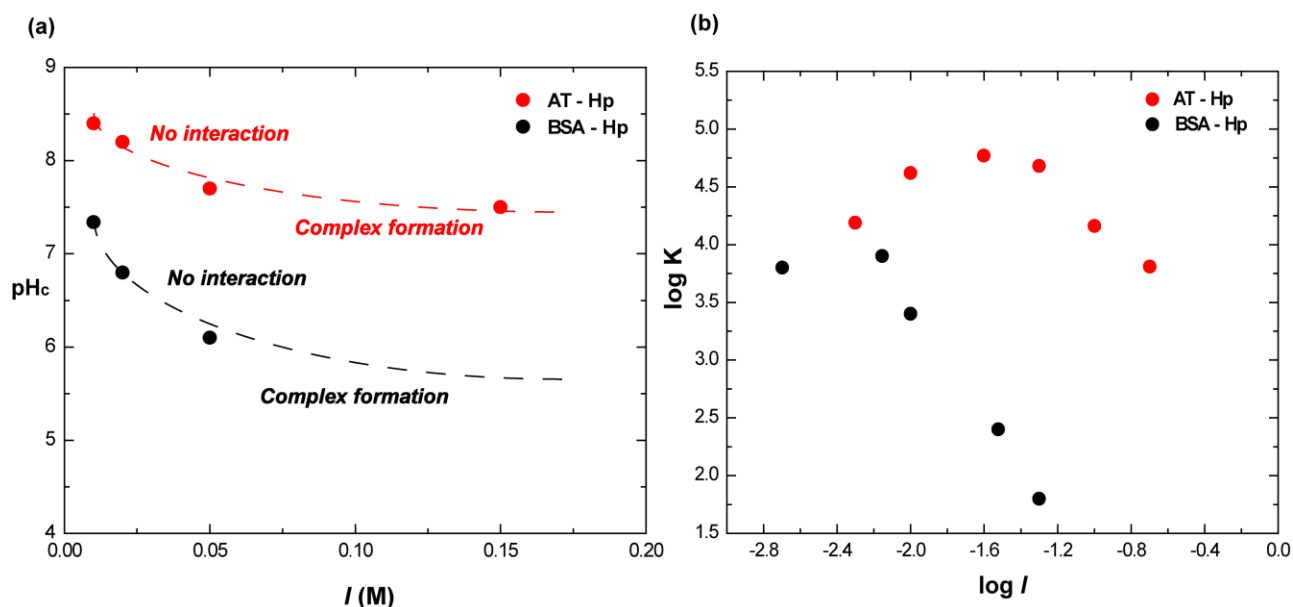 (a)
9
8
7
6
5
4
pHc
0.00
0.05
0.10
0.15
0.20
I (M)
AT - Hp
BSA - Hp
No interaction
Complex formation
No interaction
Complex formation
(b)
5.5
5.0
4.5
4.0
3.5
3.0
2.5
2.0
1.5
log K
-2.8
-2.4
-2.0
-1.6
-1.2
-0.8
-0.4
0.0
log I
AT - Hp
BSA - Hp